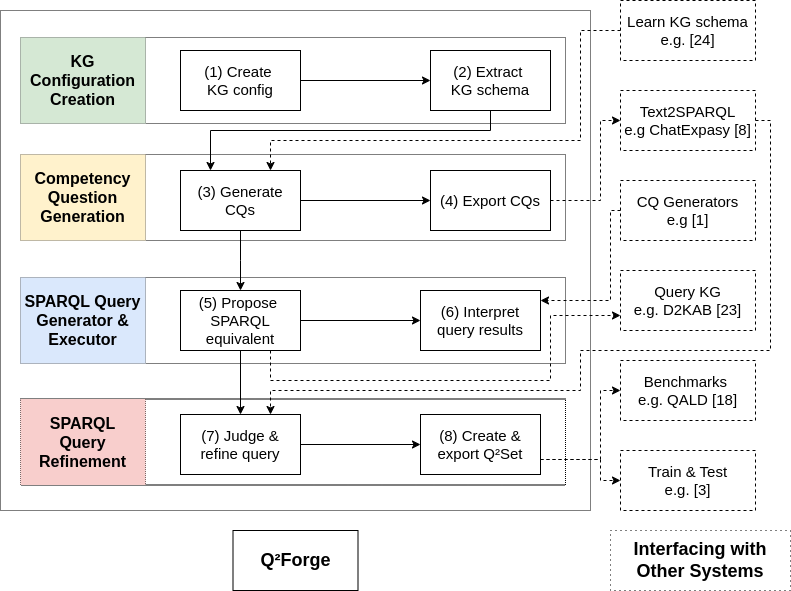 KG
Configuration
Creation
(1) Create
KG config
(2) Extract
KG schema
Learn KG schema
e.g. [24]
Text2SPARQL
e.g ChatExpasy [8]
Competency
Question
Generation
(3) Generate
CQs
(4) Export CQs
CQ Generators
e.g [1]
SPARQL Query
Generator &
Executor
(5) Propose
SPARQL
equivalent
(6) Interpret
query results
Query KG
e.g. D2KAB [23]
SPARQL
Query
Refinement
(7) Judge &
refine query
(8) Create &
export Q²Set
Benchmarks
e.g. QALD [18]
Train & Test
e.g. [3]
Q²Forge
Interfacing with
Other Systems